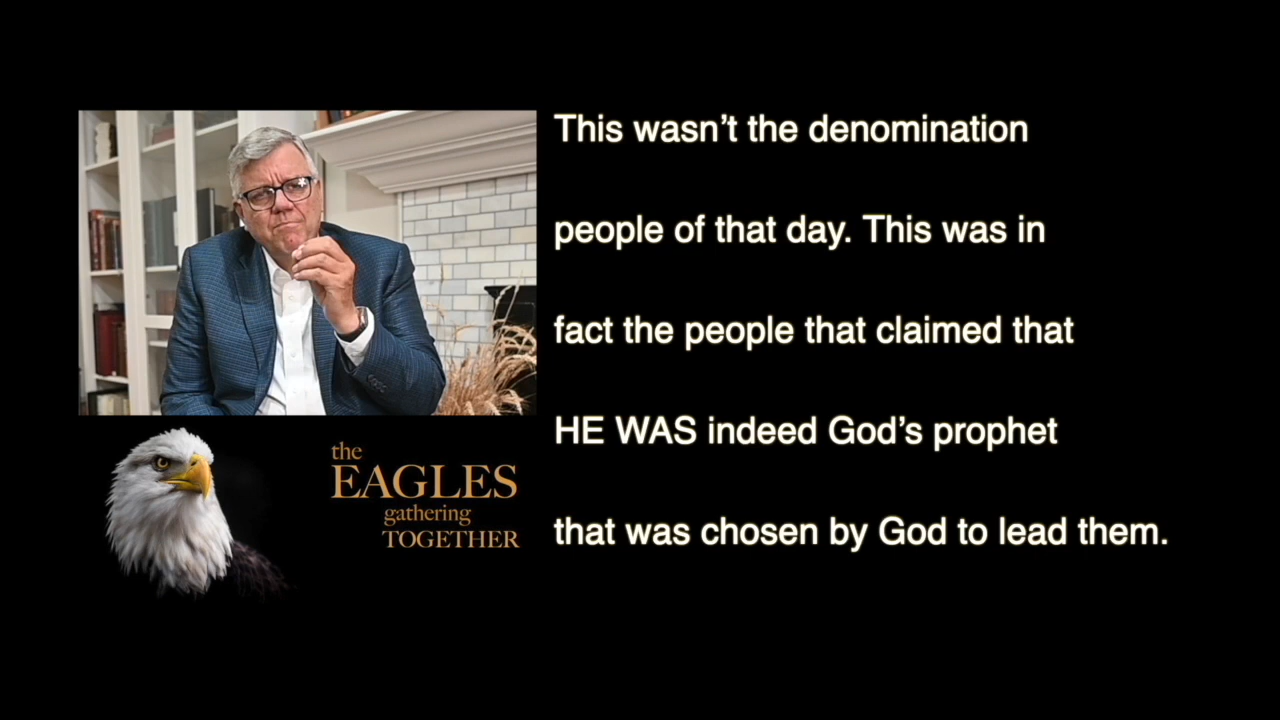 This wasn’t the denomination
people of that day. This was in
fact the people that claimed that
HE WAS indeed God’s prophet
that was chosen by God to lead them.
the
EAGLES
gathering
TOGETHER